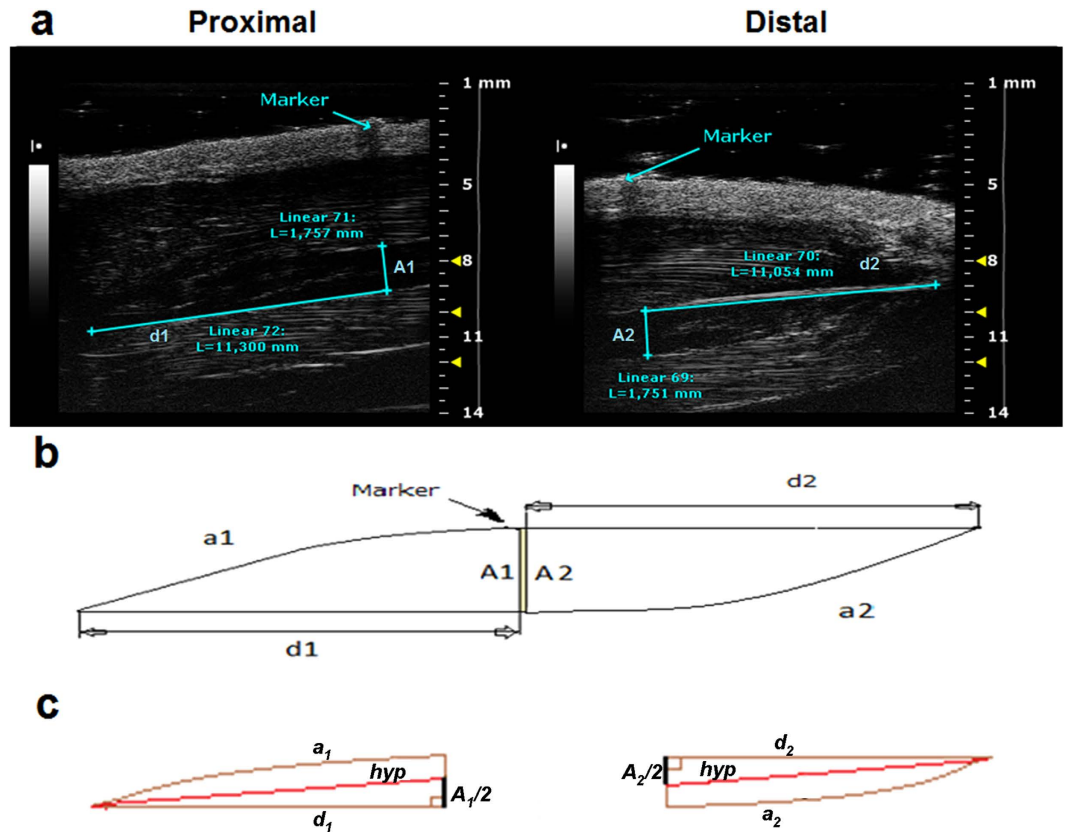 a
Proximal
Distal
Marker
Linear 71:
L=1,757 mm
A1
d1
Linear 72:
L=11,300 mm
1 mm
5
8
11
14
Marker
Linear 70:
L=11,054 mm
d2
A2
Linear 69:
L=1,751 mm
1 mm
5
8
11
14
b
Marker
d2
a1
A1
A2
a2
d1
c
a1
hyp
A1/2
d1
d2
A2/2
hyp
a2